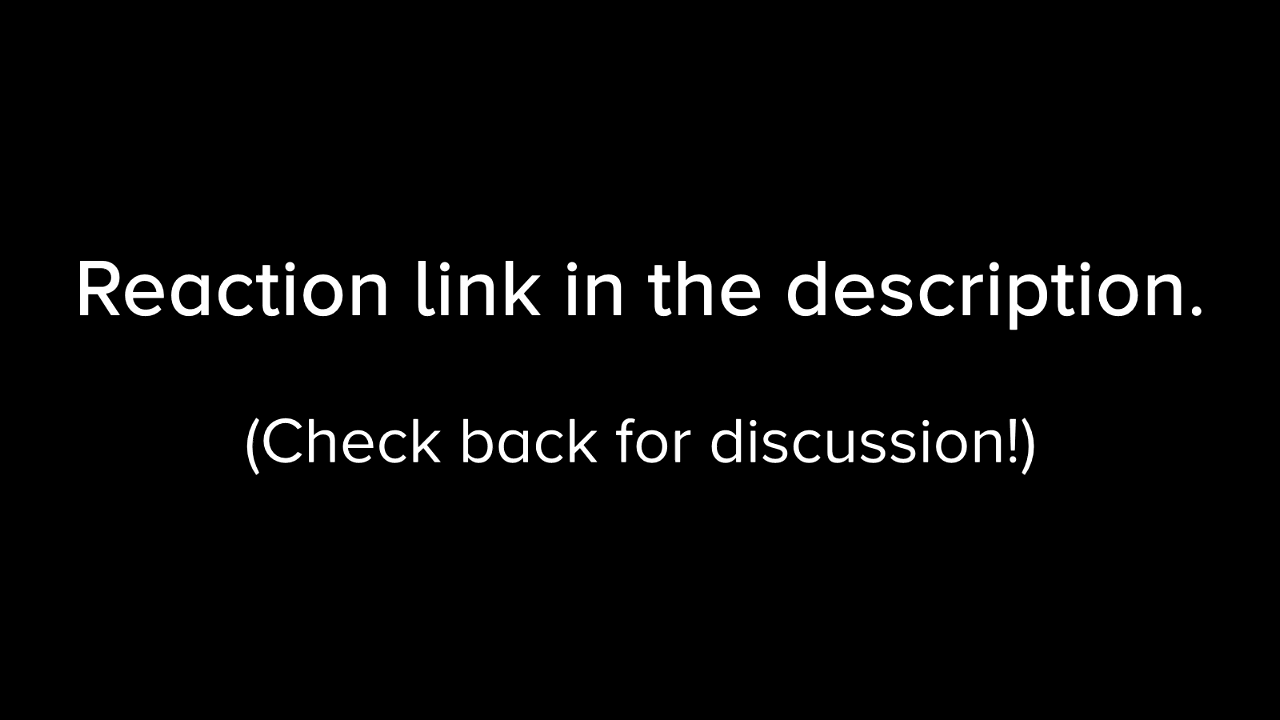 Reaction link in the description.
(Check back for discussion!)